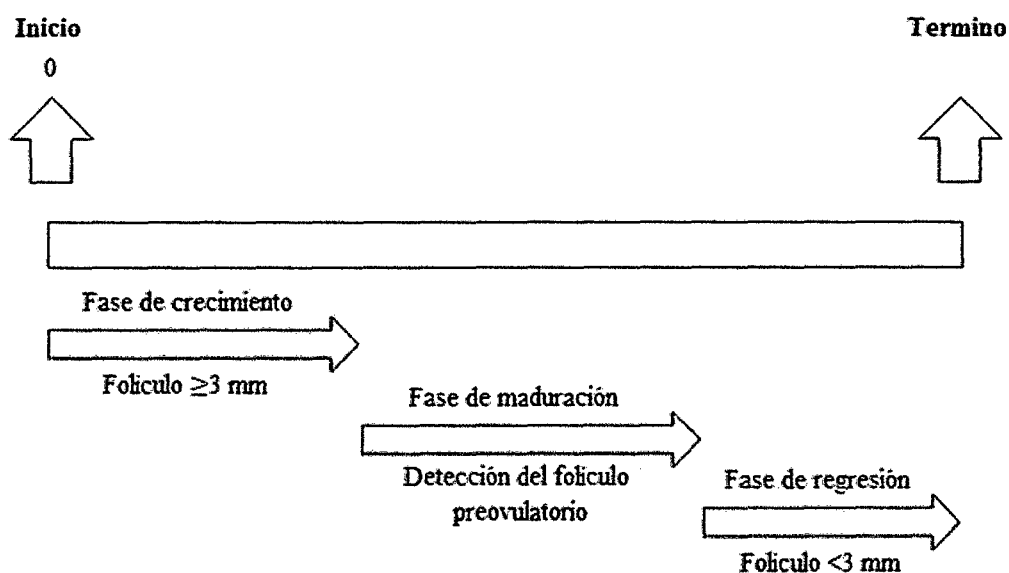 Inicio
Termino
0
Fase de crecimiento
Foliculo ≥3 mm
Fase de maduración
Detección del foliculo
preovulatorio
Fase de regresión
Foliculo <3 mm